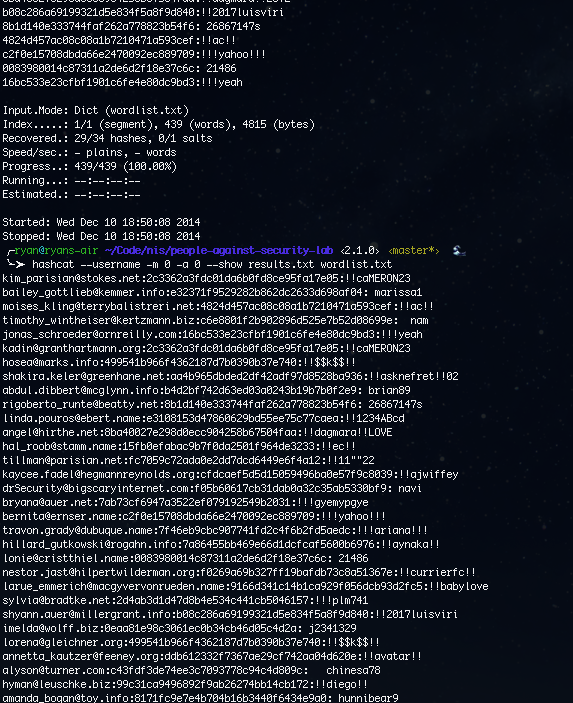 b08c286a69199321d5e834f5a8f9d840:!!2017luisviri
8b1d140e333744faf262a778823b54f6: 26867147s
4824d457ac08c08a1b7210471a593cef:!!ac!!
c2f0e15708dbda66e2470092ec889709:!!!yahoo!!!
0083980014c87311a2de6d2f18e37c6c: 21486
16bc533e23cfbf1901c6fe4e80dc9bd3:!!!yeah
Input.Mode: Dict (wordlist.txt)
Index.....: 1/1 (segment), 439 (words), 4815 (bytes)
Recovered.: 29/34 hashes, 0/1 salts
Speed/sec.: - plains, - words
Progress..: 439/439 (100.00%)
Running...: --:--:--:--
Estimated.: --:--:--:--
Started: Wed Dec 10 18:50:08 2014
Stopped: Wed Dec 10 18:50:08 2014
ryan@ryans-air ~/Code/nis/people-against-security-lab ‹2.1.0› ‹master*›
hashcat --username -m 0 -a 0 --show results.txt wordlist.txt
kim_parisian@stokes.net:2c3362a3fdc01da6b0fd8ce95fa17e05:!!caMERON23
bailey_gottlieb@kemmer.info:e32371f9529282b862dc2633d698af04: marissa1
moises_kling@terrybalistreri.net:4824d457ac08c08a1b7210471a593cef:!!ac!!
timothy_wintheiser@kertzmann.biz:c6e8801f2b902896d525e7b52d08699e:  nam
jonas_schroeder@ornreilly.com:16bc533e23cfbf1901c6fe4e80dc9bd3:!!!yeah
kadin@granthartmann.org:2c3362a3fdc01da6b0fd8ce95fa17e05:!!caMERON23
hosea@marks.info:499541b966f4362187d7b0390b37e740:!!$$k$$!!
shakira.keler@greenhane.net:aa4b965dbded2df42adf97d8528ba936:!!asknefret!!02
abdul.dibbert@mcglynn.info:b4d2bf742d63ed03a0243b19b7b0f2e9: brian89
rigoberto_runte@beatty.net:8b1d140e333744faf262a778823b54f6: 26867147s
linda.pouros@ebert.name:e3108153d47860629bd55ee75c77caea:!!1234ABcd
angel@hirthe.net:8ba40027e298d0ecc904258b67504faa:!!dagmara!!LOVE
hal_roob@stamm.name:15fb0efabac9b7f0da2501f964de3233:!!ec!!
tillman@parisian.net:fc7059c72ada0e2dd7dcd6449e6f4a12:!!11""22
kaycee.fadel@hegmannreynolds.org:cfdcaef5d5d15059496ba0e57f9c8039:!!ajwiffey
drSecurity@bigscaryinternet.com:f05b60617cb31dab0a32c35ab5330bf9: navi
bryana@auer.net:7ab73cf6947a3522ef079192549b2031:!!!gyemypgye
bernita@ernser.name:c2f0e15708dbda66e2470092ec889709:!!!yahoo!!!
travon.grady@dubuque.name:7f46eb9cbc907741fd2c4f6b2fd5aedc:!!!ariana!!!
hillard_gutkowski@rogahn.info:7a86455bb469e66d1dcfcaf5600b6976:!!aynaka!!
lonie@cristthiel.name:0083980014c87311a2de6d2f18e37c6c: 21486
nestor.jast@hilpertwilderman.org:f0269a69b327ff19bafdb73c8a51367e:!!currierfc!!
larue_emmerich@macgyvervonrueden.name:9166d341c14b1ca929f056dcb93d2fc5:!!babylove
sylvia@bradtke.net:2d4ab3d1d47d8b4e534c441cb5046157:!!!plm741
shyann.auer@millergrant.info:b08c286a69199321d5e834f5a8f9d840:!!2017luisviri
imelda@wolff.biz:0eaa81e98c3061ec0b34cb46d05c4d2a: j2341329
lorena@gleichner.org:499541b966f4362187d7b0390b37e740:!!$$k$$!!
annetta_kautzer@feeney.org:ddb612332f7367ae29cf742aa04d620e:!!avatar!!
alyson@turner.com:c43fdf3de74ee3c7093778c94c4d809c:   chinesa78
hyman@leuschke.biz:99c31ca9496892f9ab26274bb14cb172:!!diego!!
amanda_bogan@toy.info:8171fc9e7e4b704b16b3440f6434e9a0: hunnibear9